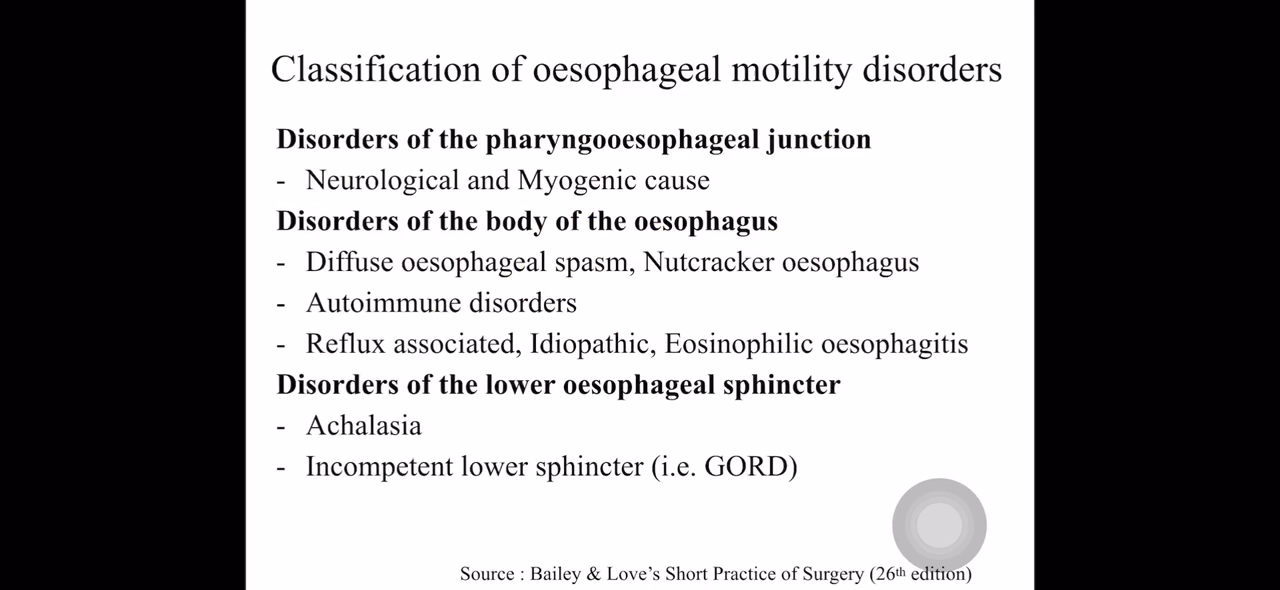 Classification of oesophageal motility disorders
Disorders of the pharyngooesophageal junction
- Neurological and Myogenic cause
Disorders of the body of the oesophagus
- Diffuse oesophageal spasm, Nutcracker oesophagus
- Autoimmune disorders
- Reflux associated, Idiopathic, Eosinophilic oesophagitis
Disorders of the lower oesophageal sphincter
- Achalasia
- Incompetent lower sphincter (i.e. GORD)
Source : Bailey & Love's Short Practice of Surgery (26th edition)